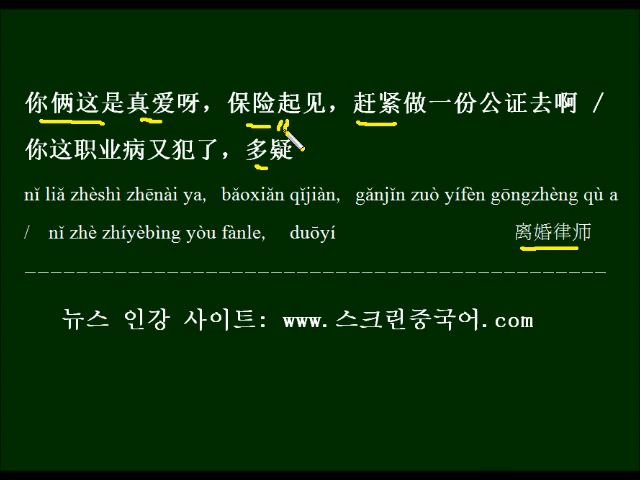 你俩这是真爱呀，保险起见，赶紧做一份公证去啊 /
你这职业病又犯了，多疑
nǐ liǎ zhèshì zhēnài ya, bǎoxiǎn qǐjiàn, gǎnjǐn zuò yífèn gōngzhèng qù a
/ nǐ zhè zhíyèbìng yòu fànle, duōyí 离婚律师
뉴스 인강 사이트: www.스크린중국어.com